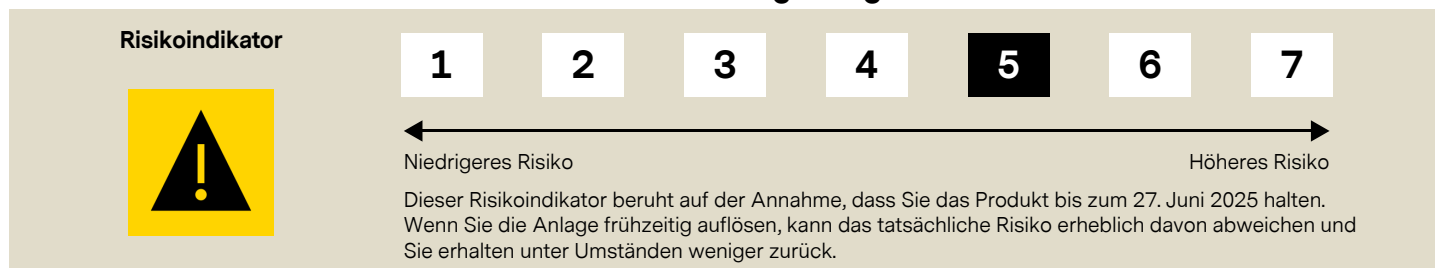 Risikoindikator
1 2 3 4 5 6 7
Niedrigeres Risiko Höheres Risiko
Dieser Risikoindikator beruht auf der Annahme, dass Sie das Produkt bis zum 27. Juni 2025 halten.
Wenn Sie die Anlage frühzeitig auflösen, kann das tatsächliche Risiko erheblich davon abweichen und
Sie erhalten unter Umständen weniger zurück.